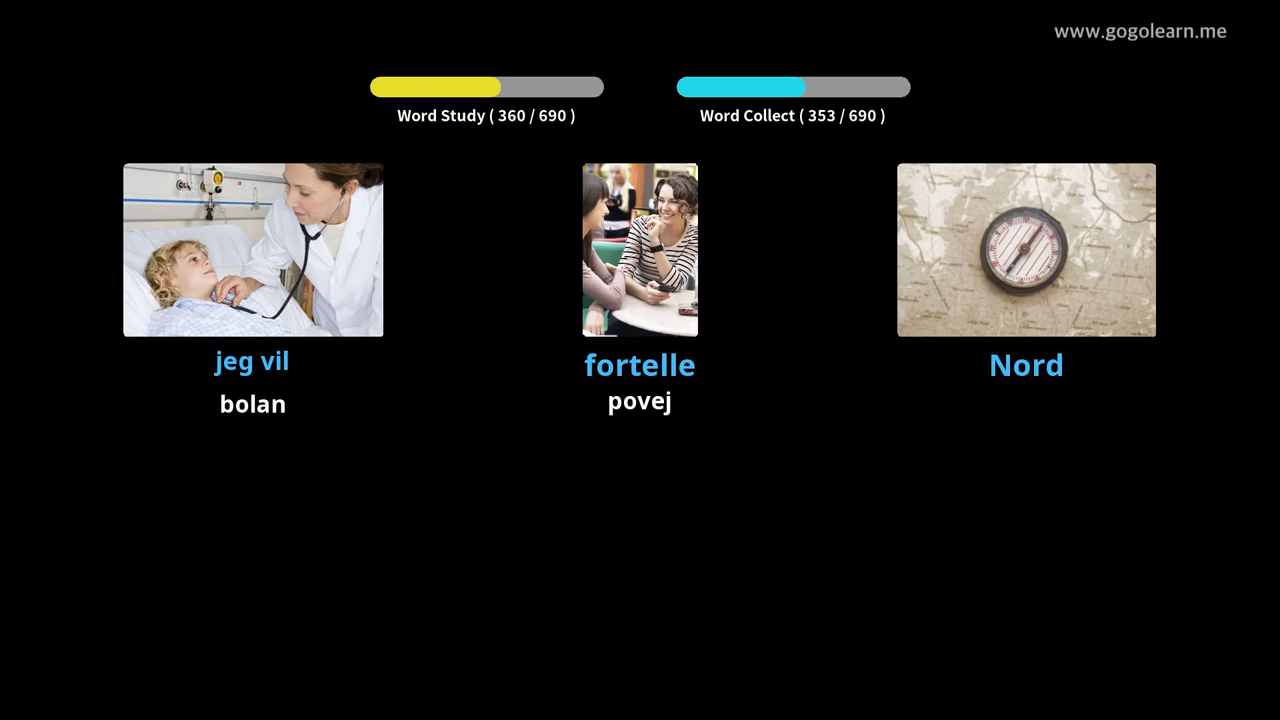 www.gogolearn.me
Word Study ( 360 / 690 )
Word Collect ( 353 / 690 )
jeg vil
bolan
fortelle
povej
Nord